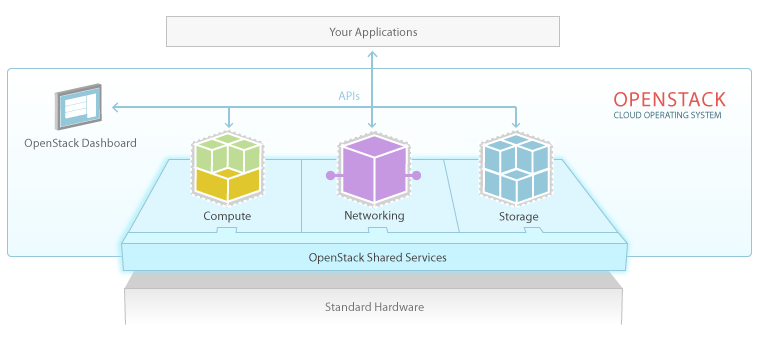 Your Applications
APIs
OPENSTACK
CLOUD OPERATING SYSTEM
OpenStack Dashboard
Compute
Networking
Storage
OpenStack Shared Services
Standard Hardware